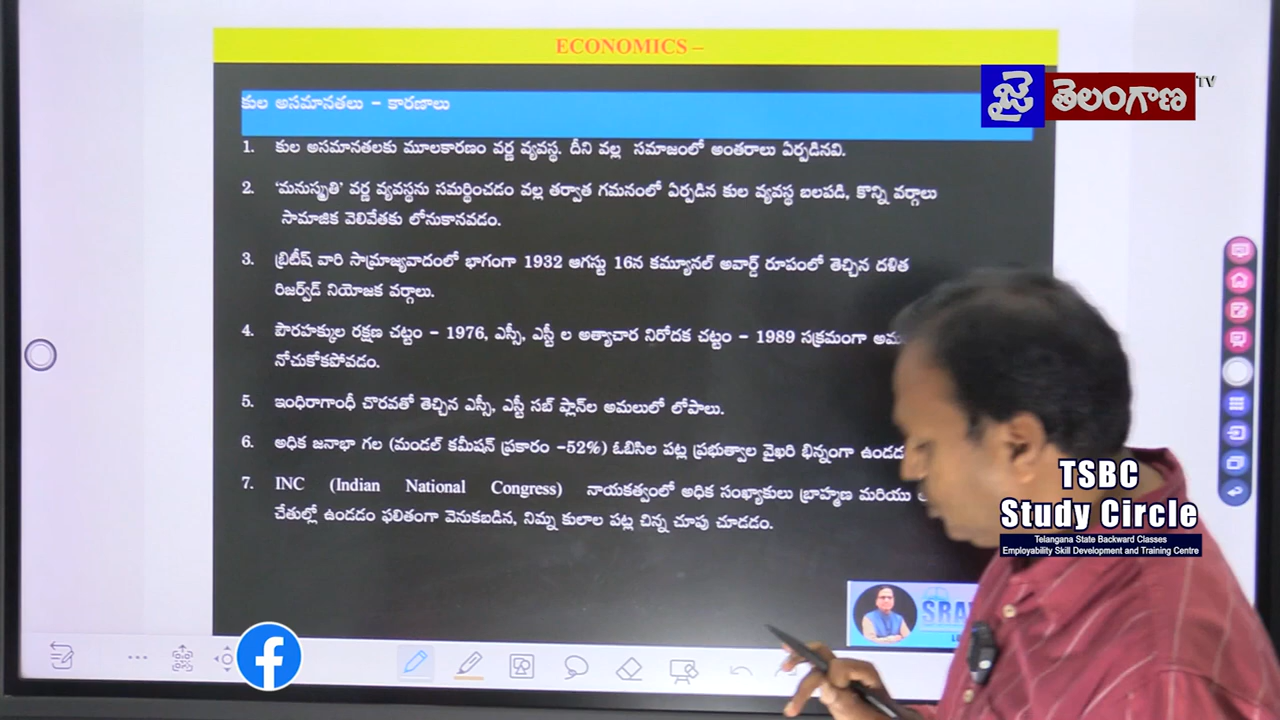 ECONOMICS –
జై తెలంగాణ TV
కుల అసమానతలు – కారణాలు
1. కుల అసమానతలకు మూలకారణం వర్ణ వ్యవస్థ. దీని వల్ల సమాజంలో అంతరాలు ఏర్పడినవి.
2. ‘మనుస్మృతి’ వర్ణ వ్యవస్థను సమర్థించడం వల్ల తర్వాత గమనంలో ఏర్పడిన కుల వ్యవస్థ బలపడి, కొన్ని వర్గాలు
సామాజిక వెలివేతకు లోనుకానవడం.
3. బ్రిటీష్ వారి సామ్రాజ్యవాదంలో భాగంగా 1932 ఆగస్టు 16న కమ్యూనల్ అవార్డ్ రూపంలో తెచ్చిన దళిత
రిజర్వ్‌డ్ నియోజక వర్గాలు.
4. పౌరహక్కుల రక్షణ చట్టం – 1976, ఎస్సీ, ఎస్టీ ల అత్యాచార నిరోదక చట్టం – 1989 సక్రమంగా
నోచుకోకపోవడం.
5. ఇంధిరాగాంధీ చొరవతో తెచ్చిన ఎస్సీ, ఎస్టీ సబ్ ప్లాన్‌ల అమలులో లోపాలు.
6. అధిక జనాభా గల (మండల్ కమీషన్ ప్రకారం -52%) ఓబిసిల పట్ల ప్రభుత్వాల వైఖరి భిన్నంగా
7. INC (Indian National Congress) నాయకత్వంలో అధిక సంఖ్యాకులు బ్రాహ్మణ మరియు
చేతుల్లో ఉండడం ఫలితంగా వెనుకబడిన, నిమ్న కులాల పట్ల చిన్న చూపు చూడడం.
TSBC
Study Circle
Telangana State Backward Classes
Employability Skill Development and Training Centre